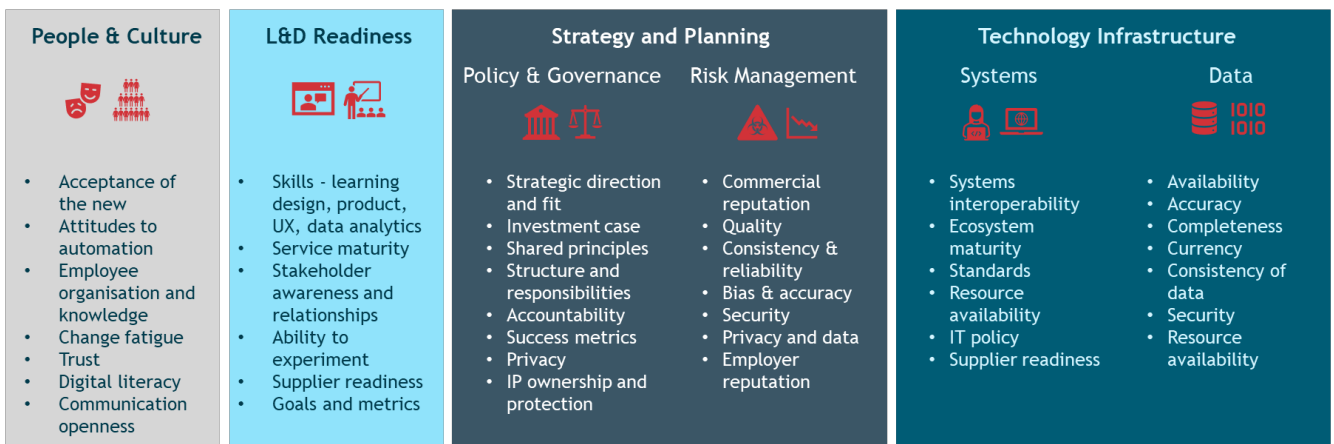 People & Culture
• Acceptance of
the new
• Attitudes to
automation
• Employee
organisation and
knowledge
• Change fatigue
• Trust
• Digital literacy
• Communication
openness
L&D Readiness
• Skills - learning
design, product,
UX, data analytics
• Service maturity
• Stakeholder
awareness and
relationships
• Ability to
experiment
• Supplier readiness
• Goals and metrics
Strategy and Planning
Policy & Governance
• Strategic direction
and fit
• Investment case
• Shared principles
• Structure and
responsibilities
• Accountability
• Success metrics
• Privacy
• IP ownership and
protection
Risk Management
• Commercial
reputation
• Quality
• Consistency &
reliability
• Bias & accuracy
• Security
• Privacy and data
• Employer
reputation
Technology Infrastructure
Systems
• Systems
interoperability
• Ecosystem
maturity
• Standards
• Resource
availability
• IT policy
• Supplier readiness
Data
IOIO
IOIO
• Availability
• Accuracy
• Completeness
• Currency
• Consistency of
data
• Security
• Resource
availability